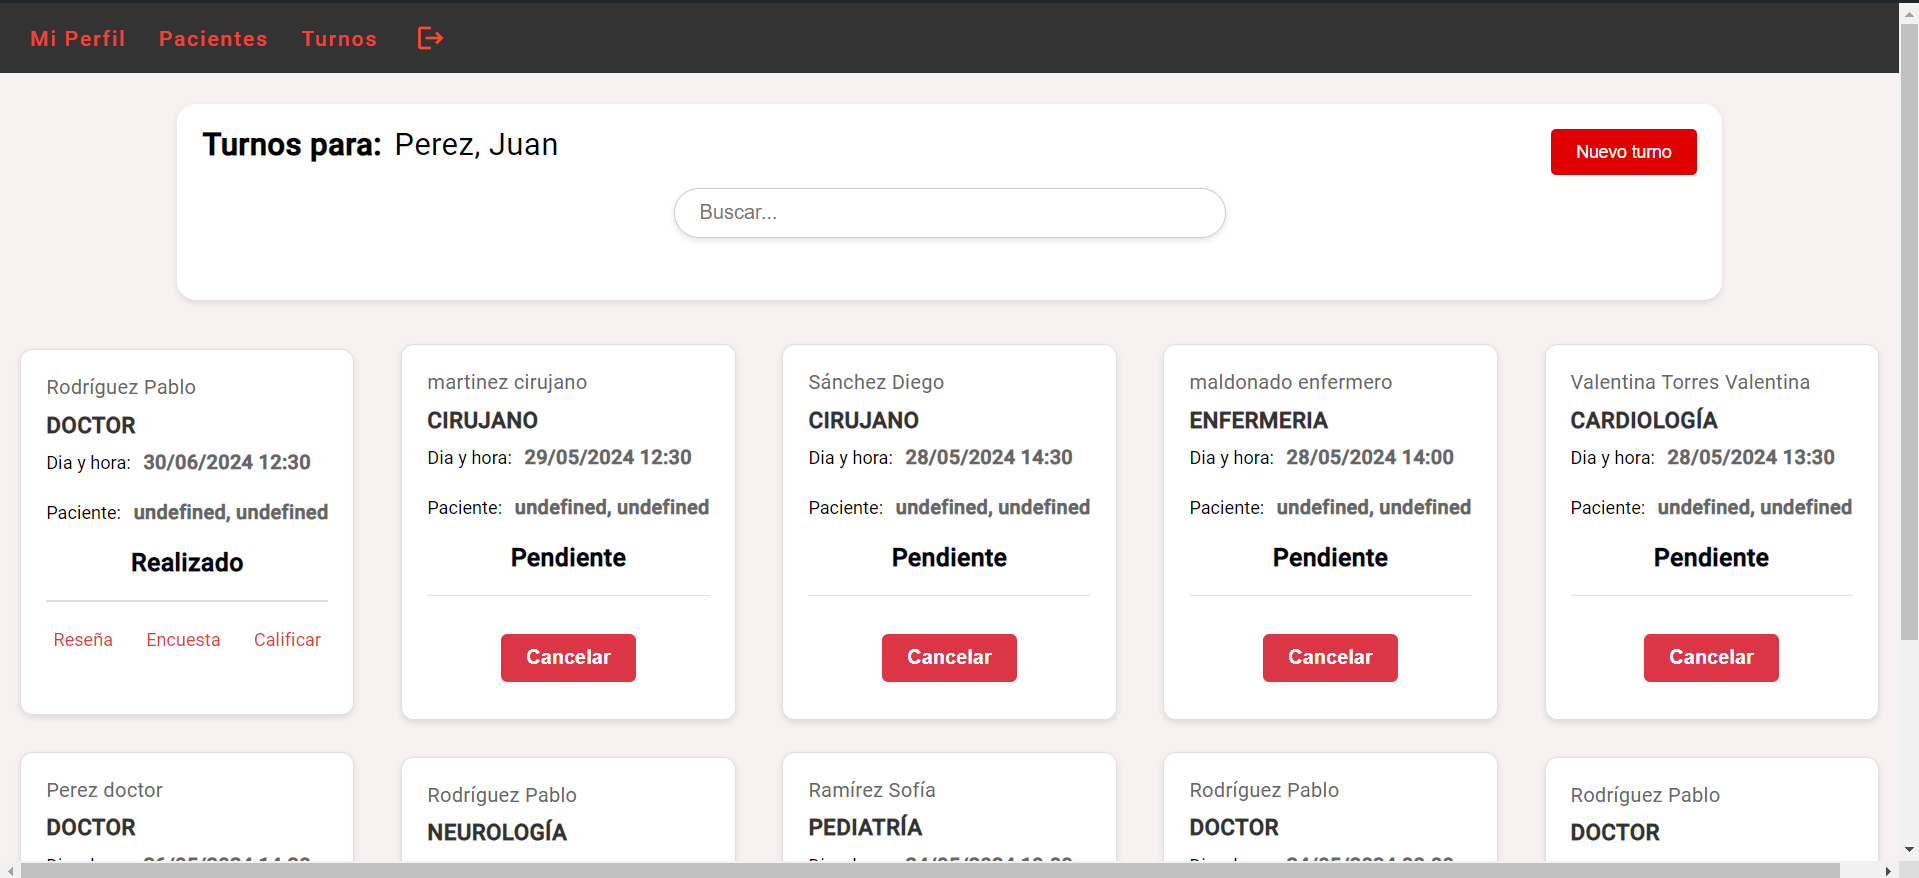 Mi Perfil Pacientes Turnos
Turnos para: Perez, Juan
Nuevo turno
Buscar...
Rodríguez Pablo
DOCTOR
Dia y hora: 30/06/2024 12:30
Paciente: undefined, undefined
Realizado
Reseña Encuesta Calificar
martinez cirujano
CIRUJANO
Dia y hora: 29/05/2024 12:30
Paciente: undefined, undefined
Pendiente
Cancelar
Sánchez Diego
CIRUJANO
Dia y hora: 28/05/2024 14:30
Paciente: undefined, undefined
Pendiente
Cancelar
maldonado enfermero
ENFERMERIA
Dia y hora: 28/05/2024 14:00
Paciente: undefined, undefined
Pendiente
Cancelar
Valentina Torres Valentina
CARDIOLOGÍA
Dia y hora: 28/05/2024 13:30
Paciente: undefined, undefined
Pendiente
Cancelar
Perez doctor
DOCTOR
Rodríguez Pablo
NEUROLOGÍA
Ramírez Sofía
PEDIATRÍA
Rodríguez Pablo
DOCTOR
Rodríguez Pablo
DOCTOR